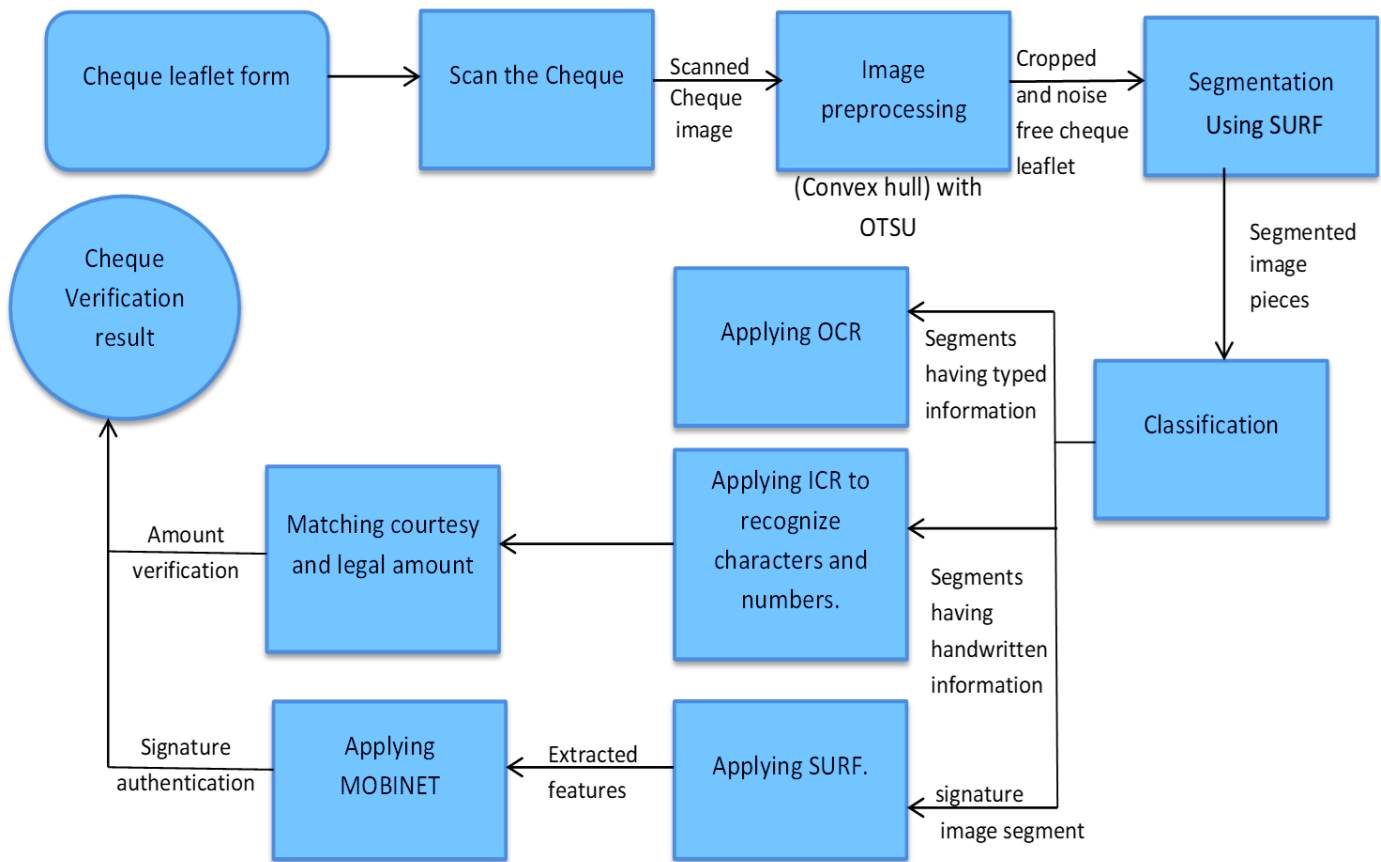 Cheque leaflet form
Scan the Cheque
Scanned
Cheque
image
Image
preprocessing
(Convex hull) with
OTSU
Cropped
and noise
free cheque
leaflet
Segmentation
Using SURF
Segmented
image
pieces
Classification
Segments
having typed
information
Applying OCR
Segments
having
handwritten
information
Applying ICR to
recognize
characters and
numbers.
Matching courtesy
and legal amount
Amount
verification
signature
image segment
Applying SURF.
Extracted
features
Applying
MOBINET
Signature
authentication
Cheque
Verification
result